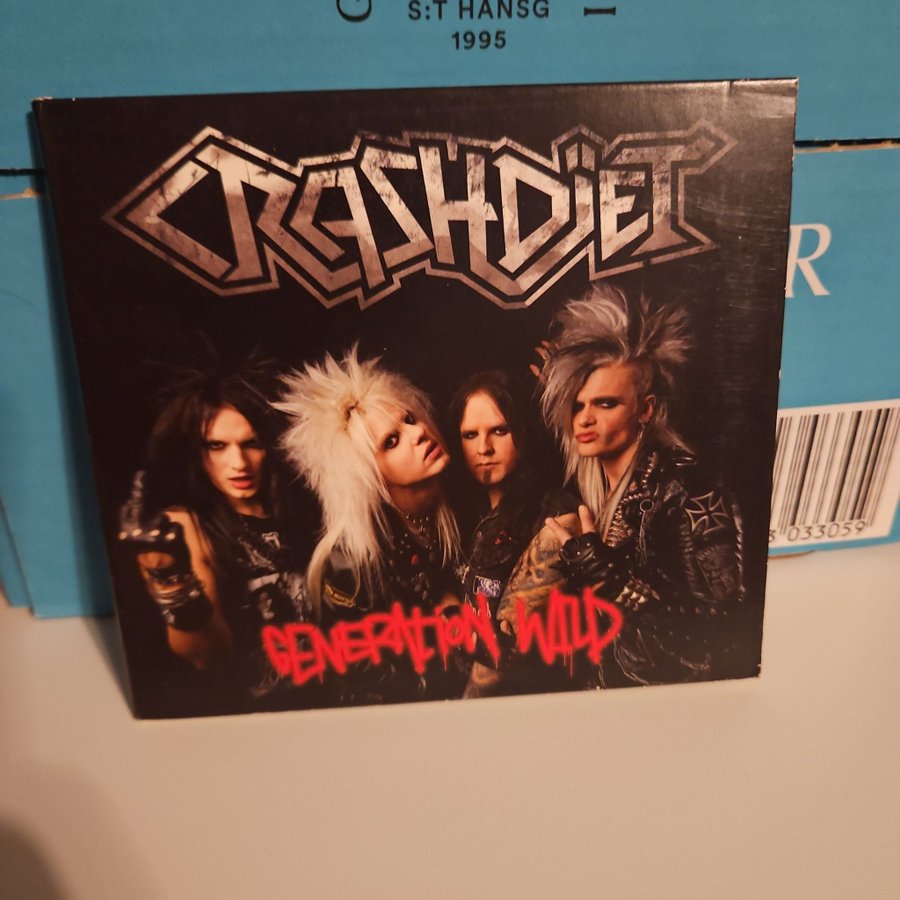 S:T HANSG
1995
CRASHDïET
R
GENERATION WILD
033059